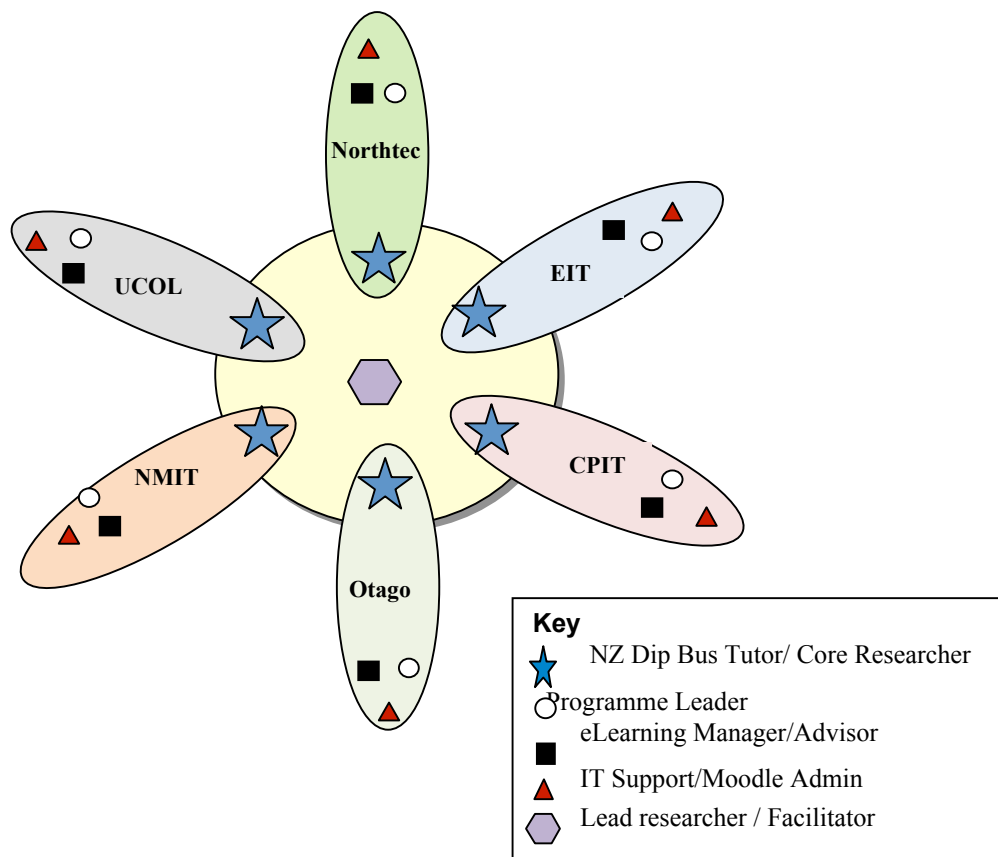 Northtec
EIT
UCOL
CPIT
NMIT
Otago
Key
NZ Dip Bus Tutor/ Core Researcher
Programme Leader
eLearning Manager/Advisor
IT Support/Moodle Admin
Lead researcher / Facilitator